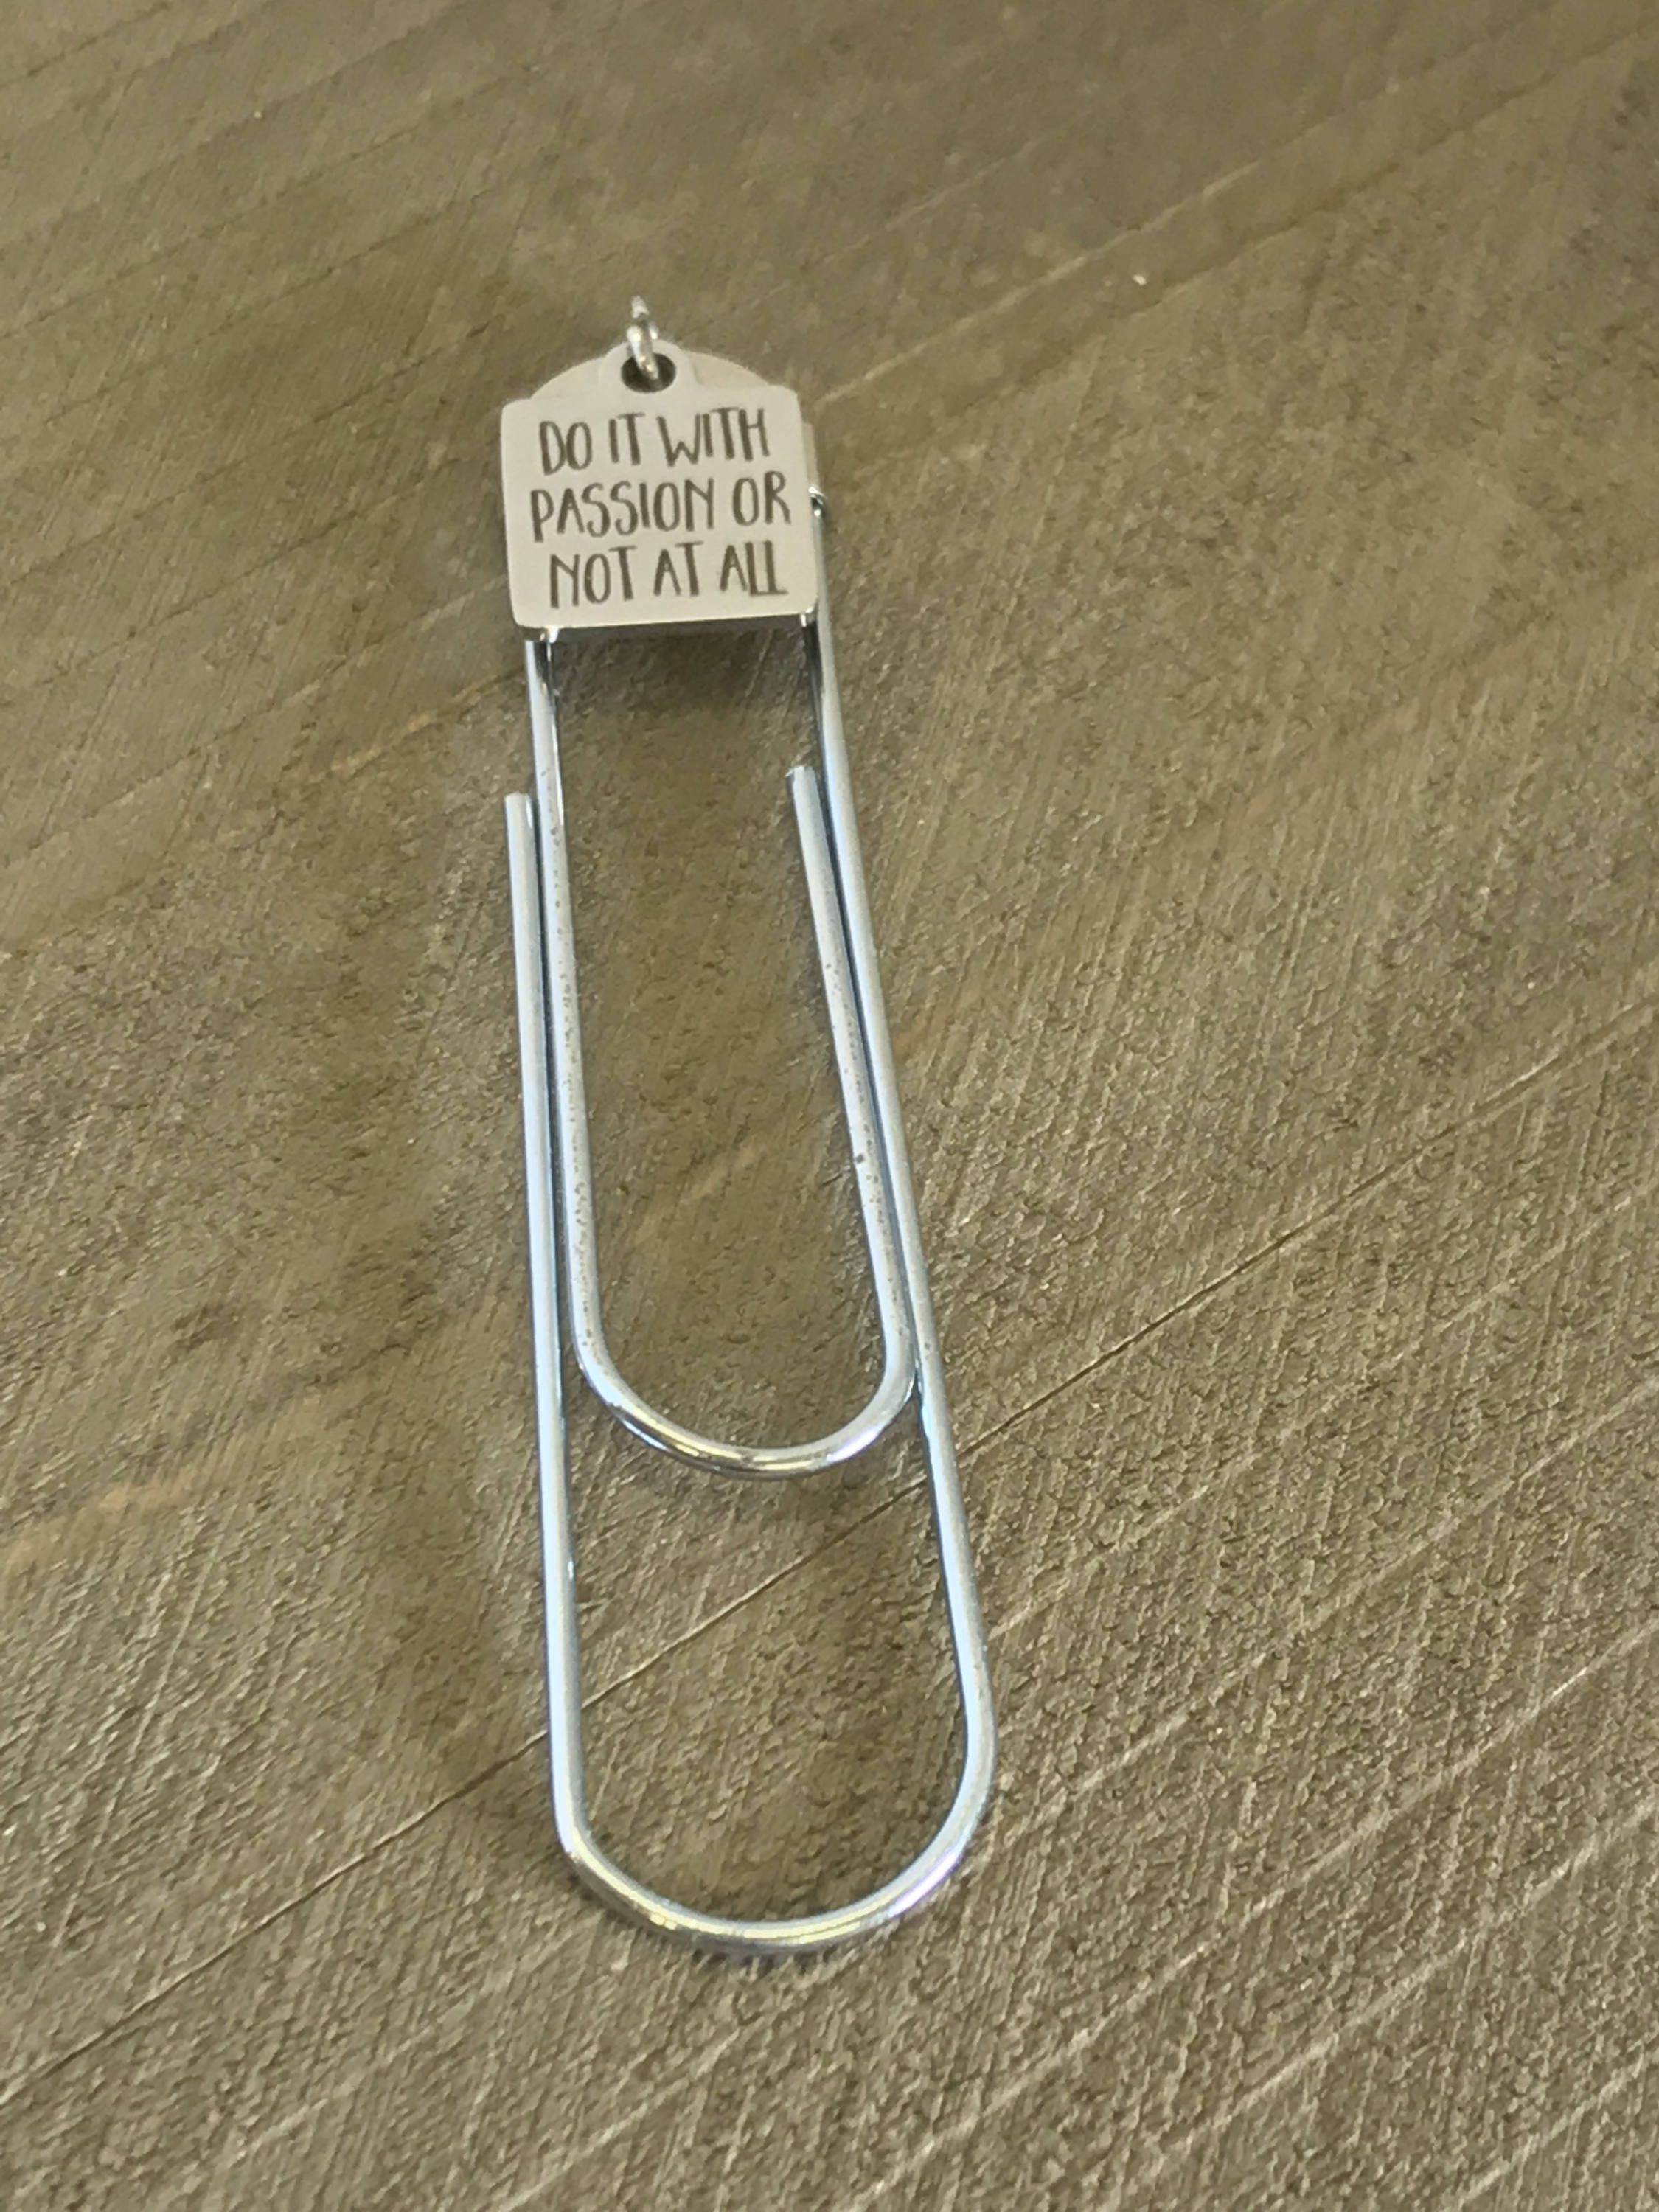 DO IT WITH
PASSION OR
NOT AT ALL